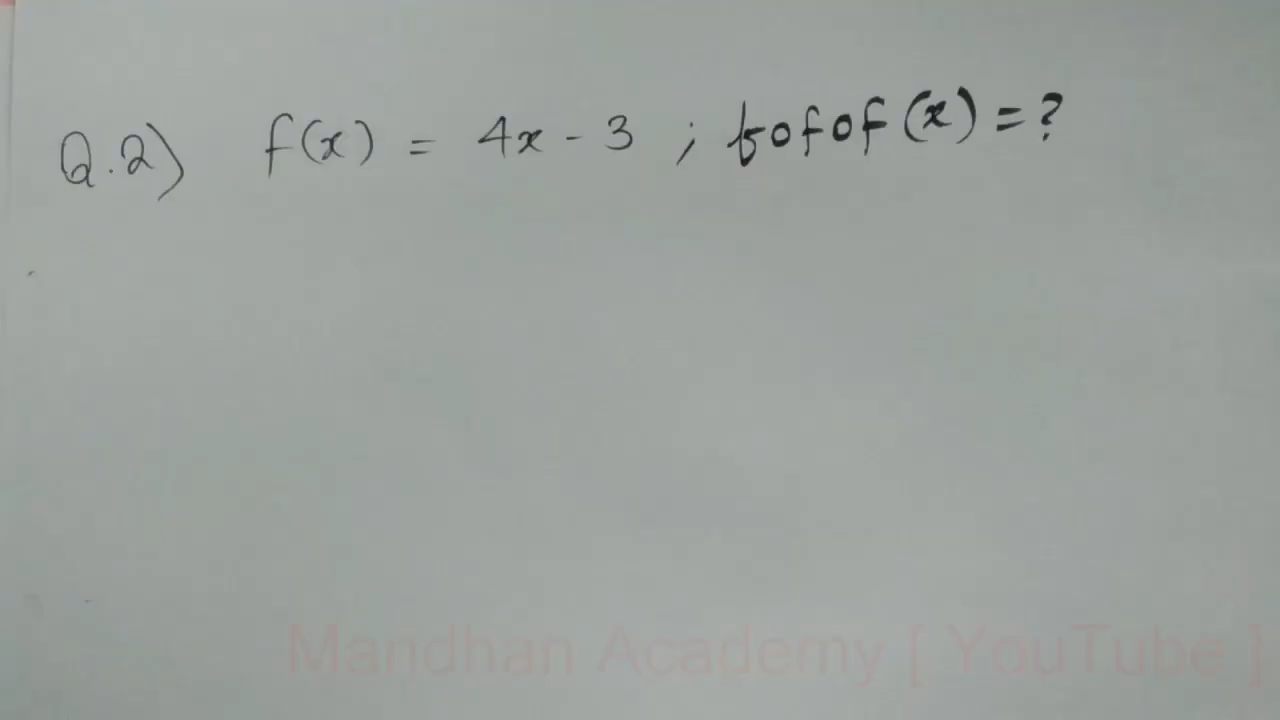 Q.2) f(x) = 4x - 3 ; fofof(x) = ?
Mandhan Academy [ YouTube ]